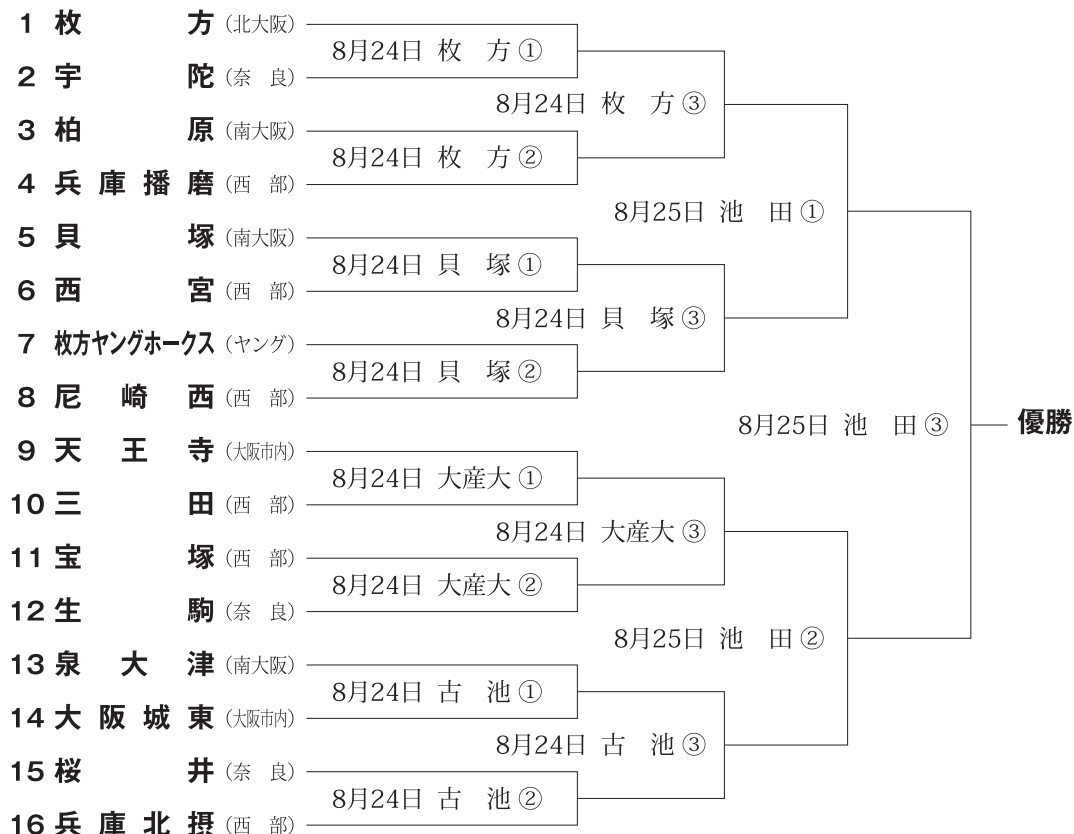 1 枚方 (北大阪)
8月24日 枚方①
2 宇陀 (奈良)
8月24日 枚方③
3 柏原 (南大阪)
8月24日 枚方②
4 兵庫播磨 (西部)
8月25日 池田①
5 貝塚 (南大阪)
8月24日 貝塚①
6 西宮 (西部)
8月24日 貝塚③
7 枚方ヤングホークス (ヤング)
8月24日 貝塚②
8 尼崎西 (西部)
8月25日 池田③
優勝
9 天王寺 (大阪市内)
8月24日 大産大①
10 三田 (西部)
8月24日 大産大③
11 宝塚 (西部)
8月24日 大産大②
12 生駒 (奈良)
8月25日 池田②
13 泉大津 (南大阪)
8月24日 古池①
14 大阪城東 (大阪市内)
8月24日 古池③
15 桜井 (奈良)
8月24日 古池②
16 兵庫北摂 (西部)